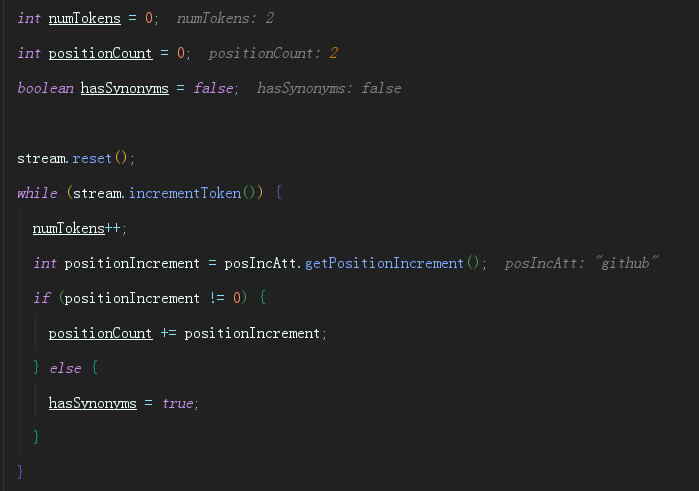 int numTokens = 0;  numTokens: 2
int positionCount = 0;  positionCount: 2
boolean hasSynonyms = false;  hasSynonyms: false
stream.reset();
while (stream.incrementToken()) {
numTokens++;
int positionIncrement = posIncAtt.getPositionIncrement();  posIncAtt: "github"
if (positionIncrement != 0) {
positionCount += positionIncrement;
} else {
hasSynonyms = true;
}
}